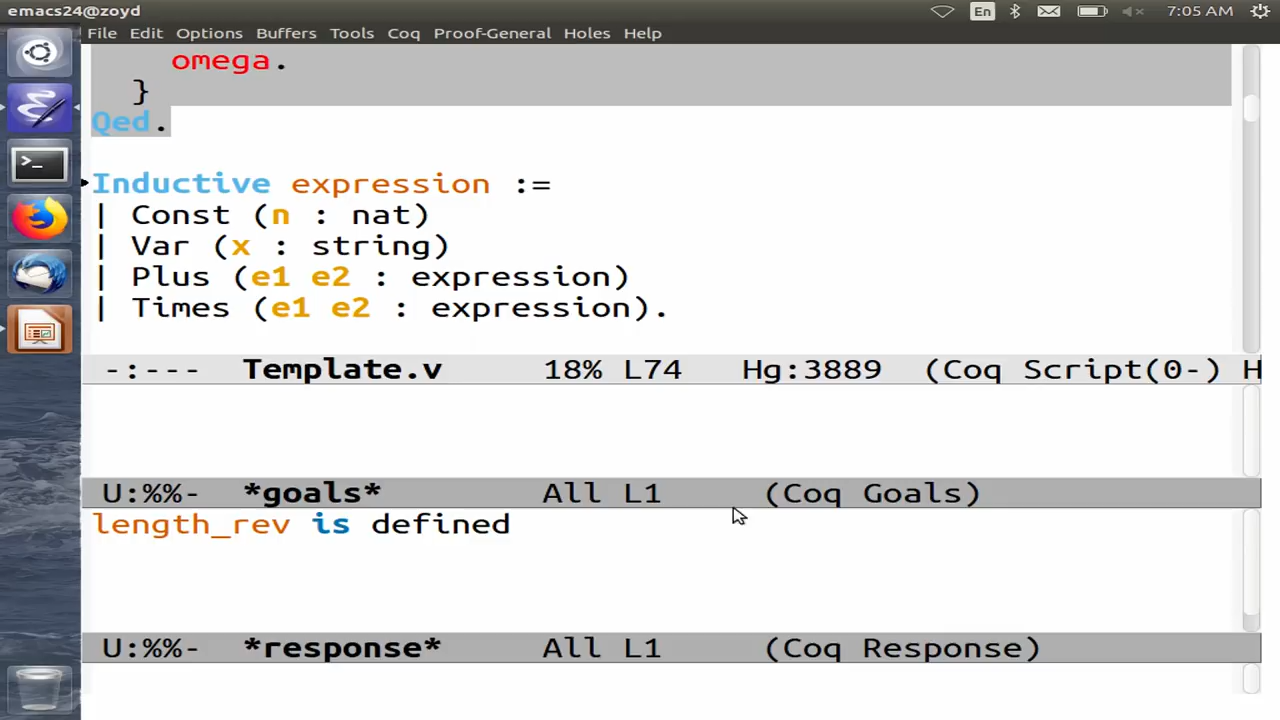 emacs24@zoyd En 7:05 AM
File Edit Options Buffers Tools Coq Proof-General Holes Help
omega.
}
Qed.
Inductive expression :=
| Const (n : nat)
| Var (x : string)
| Plus (e1 e2 : expression)
| Times (e1 e2 : expression).
-:--- Template.v 18% L74 Hg:3889 (Coq Script(0-) H
U:%%- *goals* All L1 (Coq Goals)
length_rev is defined
U:%%- *response* All L1 (Coq Response)